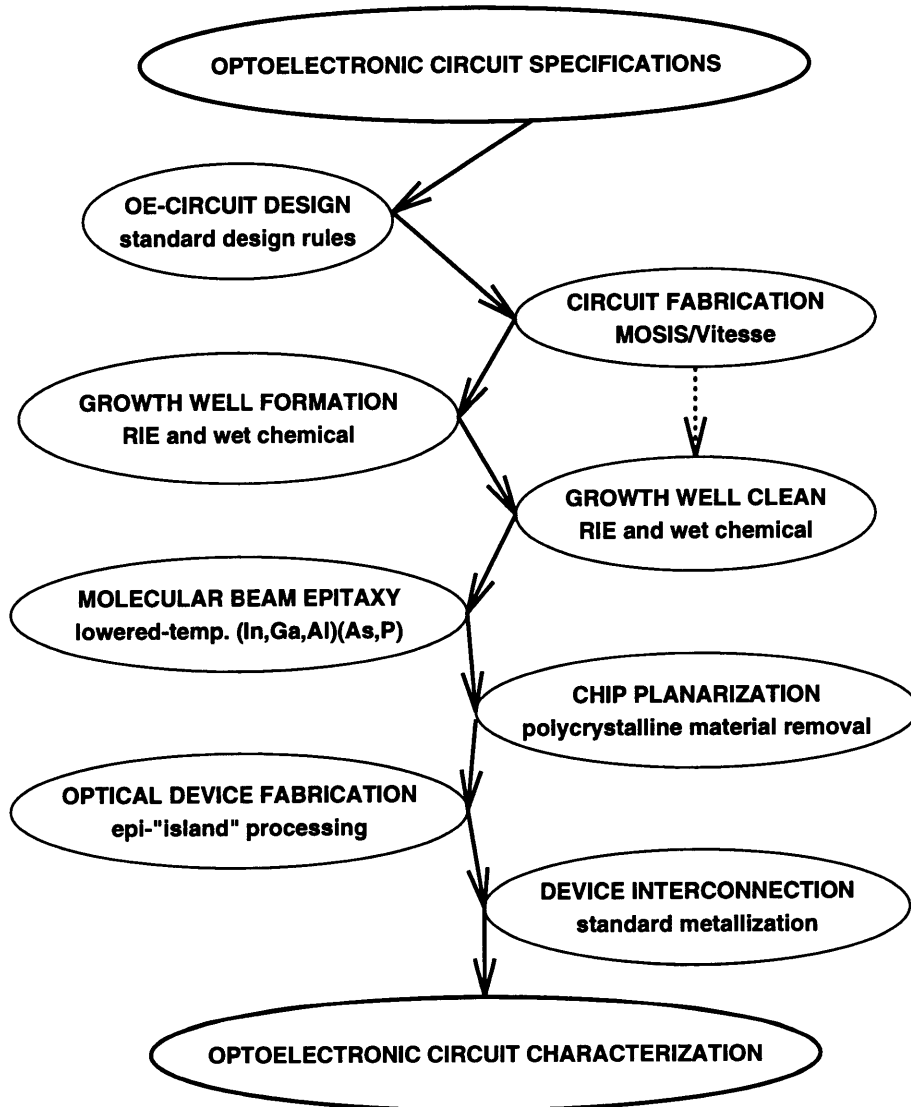 OPTOELECTRONIC CIRCUIT SPECIFICATIONS
OE-CIRCUIT DESIGN
standard design rules
CIRCUIT FABRICATION
MOSIS/Vitesse
GROWTH WELL FORMATION
RIE and wet chemical
GROWTH WELL CLEAN
RIE and wet chemical
MOLECULAR BEAM EPITAXY
lowered-temp. (In,Ga,Al)(As,P)
CHIP PLANARIZATION
polycrystalline material removal
OPTICAL DEVICE FABRICATION
epi-"island" processing
DEVICE INTERCONNECTION
standard metallization
OPTOELECTRONIC CIRCUIT CHARACTERIZATION